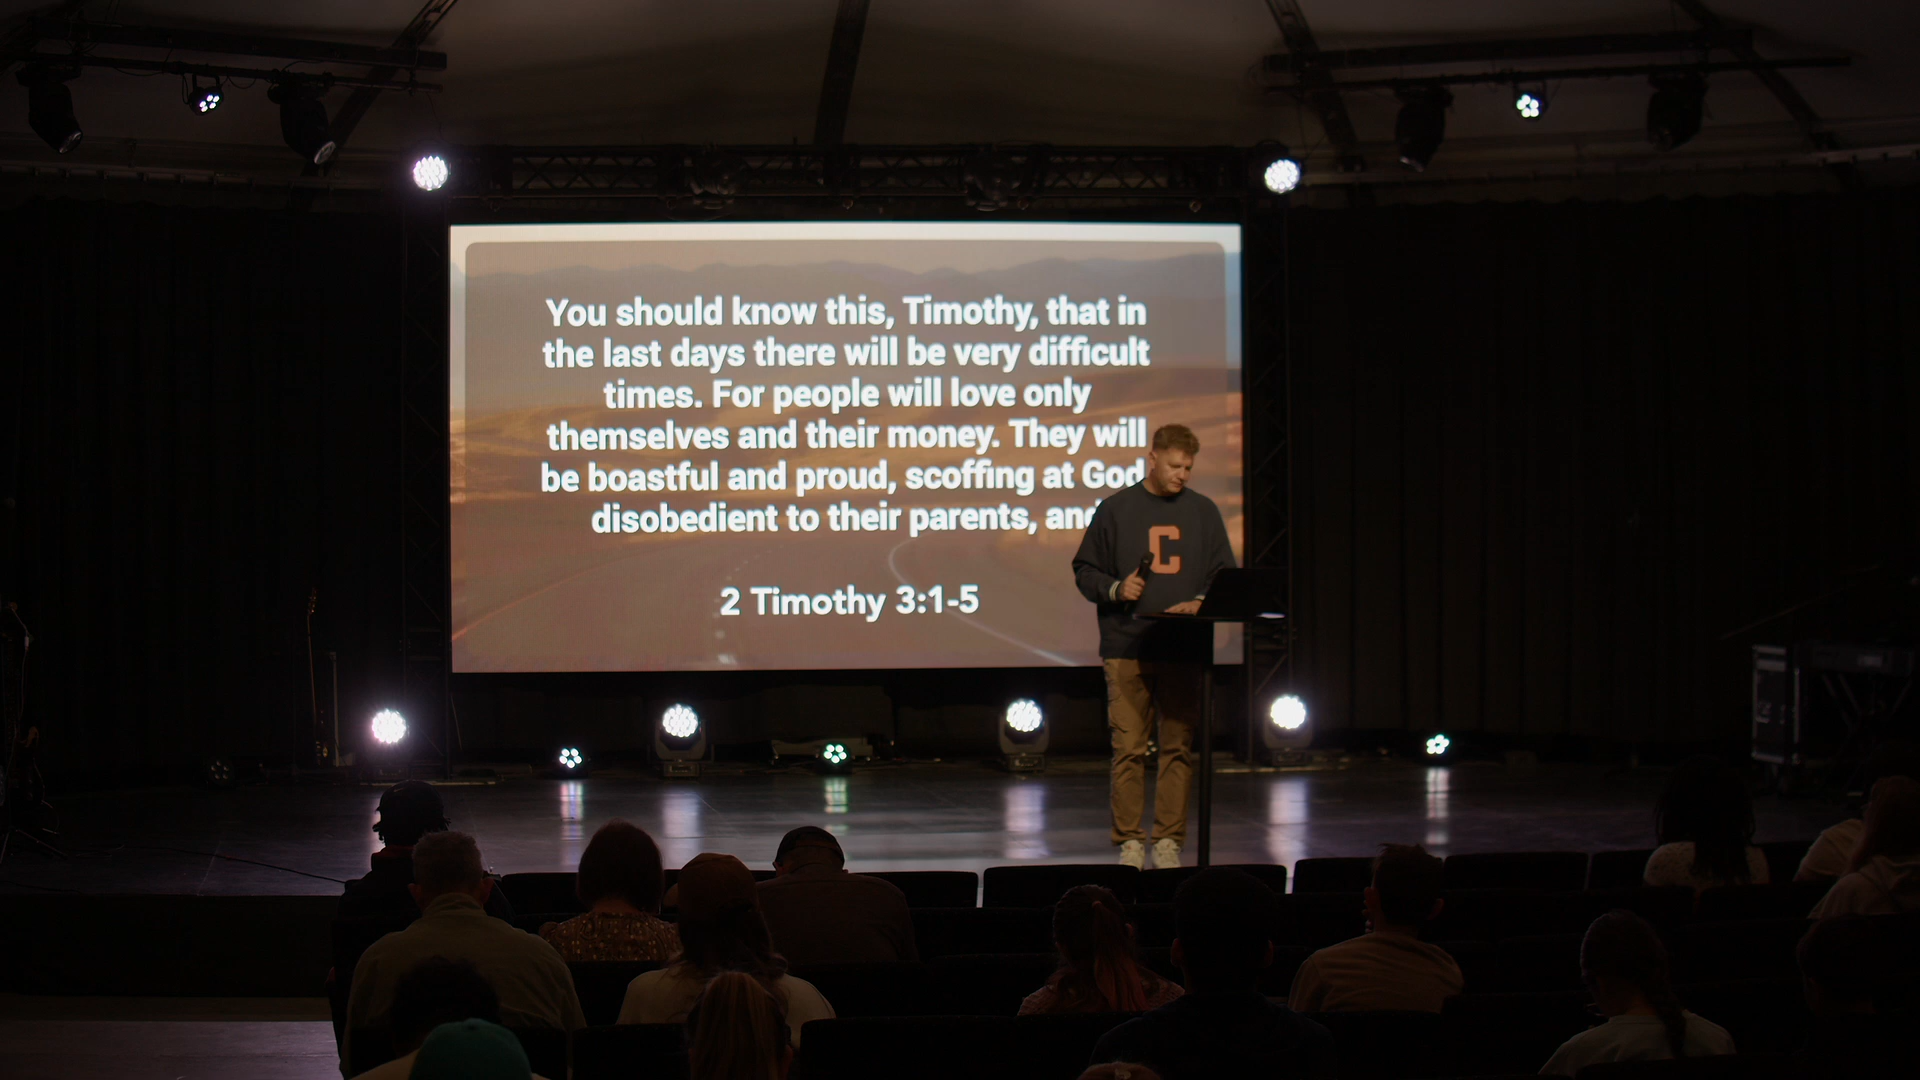 You should know this, Timothy, that in
the last days there will be very difficult
times. For people will love only
themselves and their money. They will
be boastful and proud, scoffing at God
disobedient to their parents, and
2 Timothy 3:1-5
C